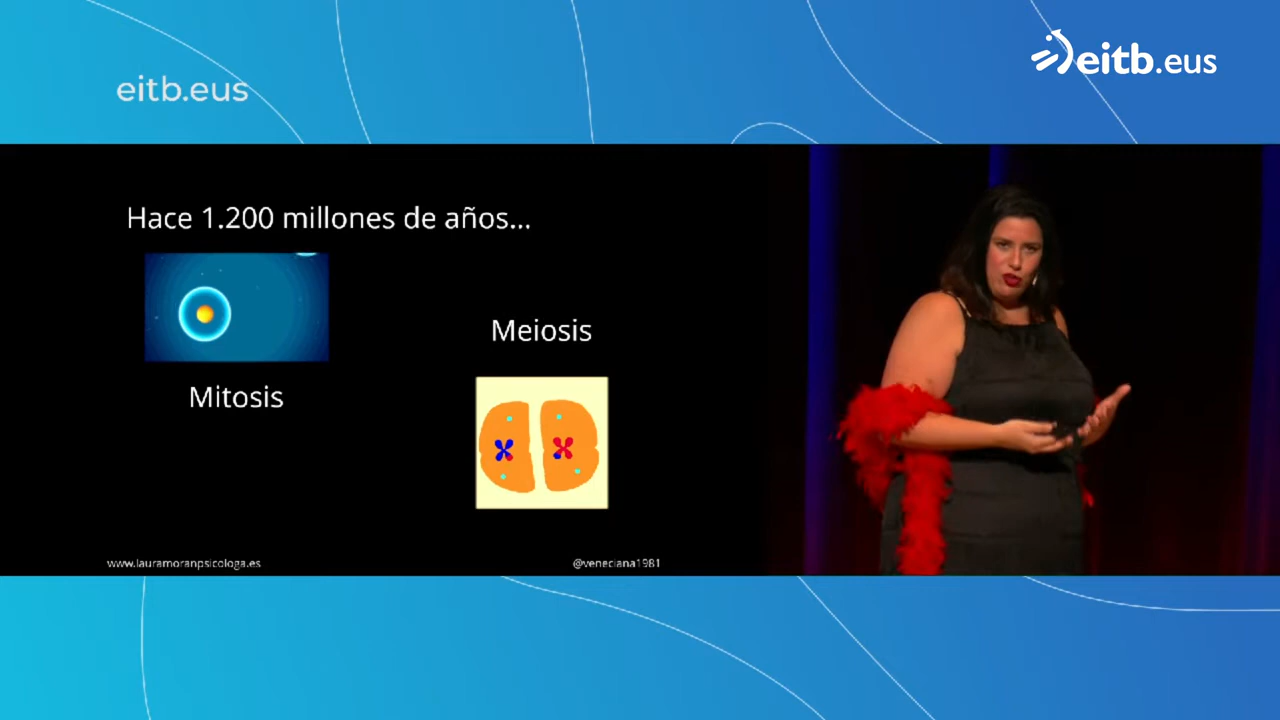 eitb.eus
eitb.eus
Hace 1.200 millones de años...
Meiosis
Mitosis
www.lauramoranpsicologa.es
@veneciana1981